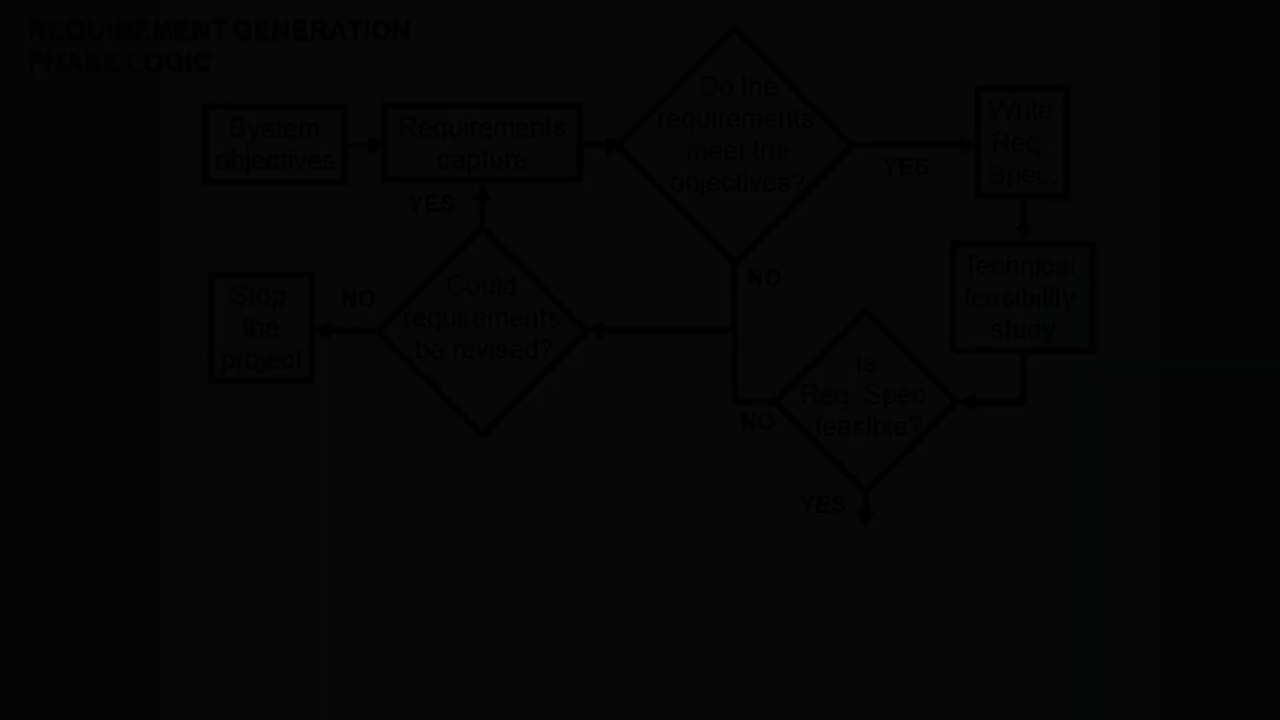 REQUIREMENT GENERATION
PHASE LOGIC
System
objectives
Requirements
capture
Do the
requirements
meet the
objectives?
YES
Write
Req.
Spec.
YES
NO
Technical
feasibility
study
Stop
the
project
NO
Could
requirements
be revised?
Is
Req. Spec.
feasible?
NO
YES